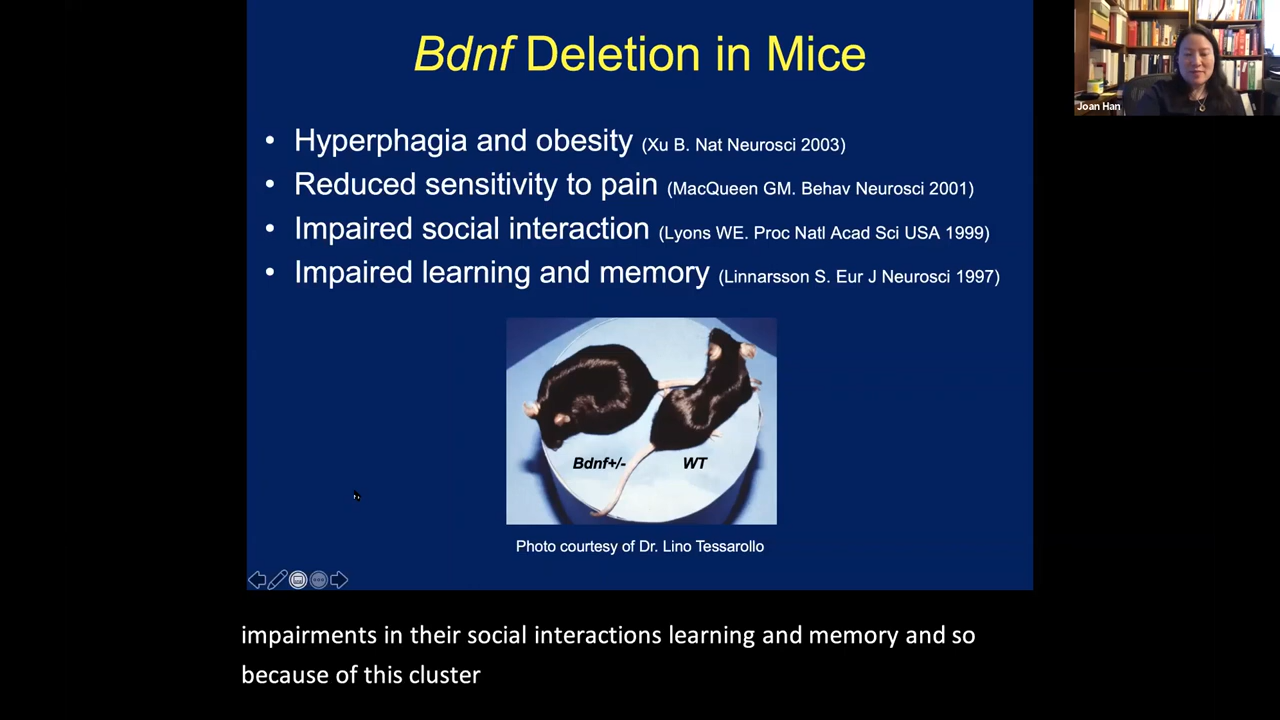 Bdnf Deletion in Mice
Joan Han
• Hyperphagia and obesity (Xu B. Nat Neurosci 2003)
• Reduced sensitivity to pain (MacQueen GM. Behav Neurosci 2001)
• Impaired social interaction (Lyons WE. Proc Natl Acad Sci USA 1999)
• Impaired learning and memory (Linnarsson S. Eur J Neurosci 1997)
Bdnf+/- WT
Photo courtesy of Dr. Lino Tessarollo
impairments in their social interactions learning and memory and so
because of this cluster